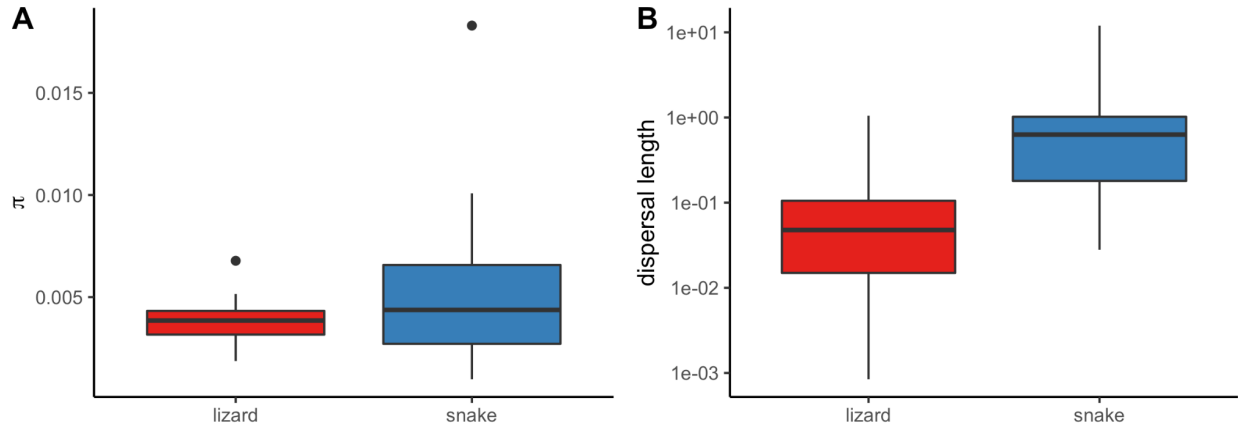 A
π
0.015
0.010
0.005
lizard
snake
B
dispersal length
1e+01
1e+00
1e-01
1e-02
1e-03
lizard
snake